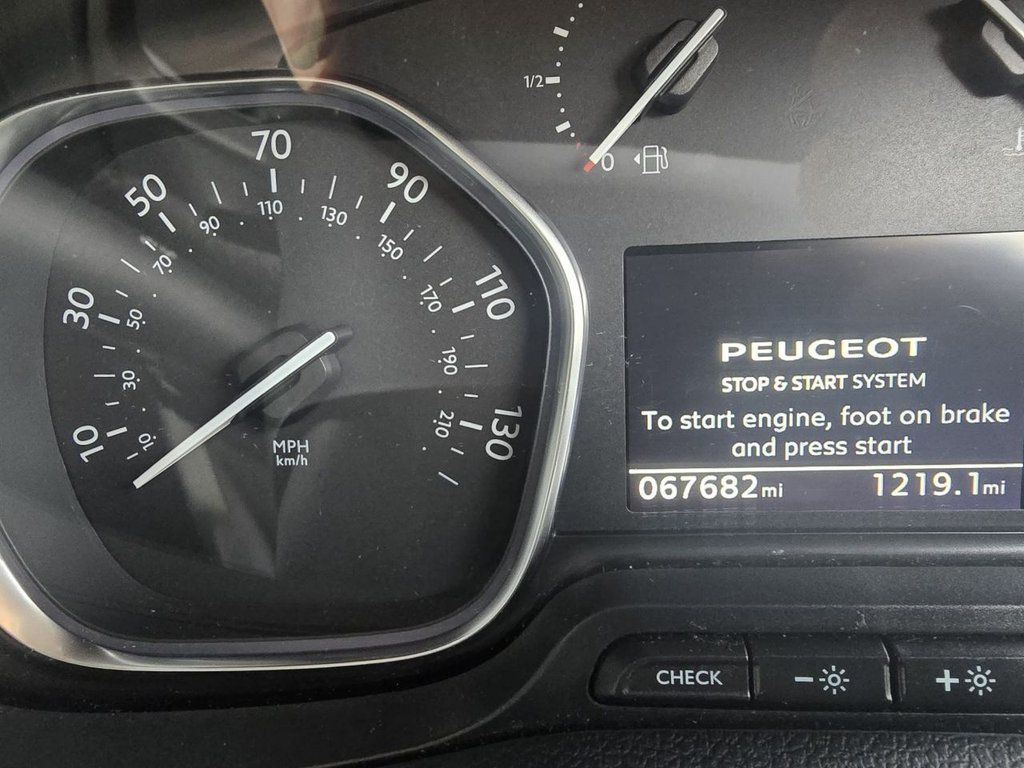 10
30
50
70
90
110
130
10
30
50
70
90
110
130
150
170
190
210
MPH
km/h
1/2
0
PEUGEOT
STOP & START SYSTEM
To start engine, foot on brake
and press start
067682mi 1219.1mi
CHECK
-
+